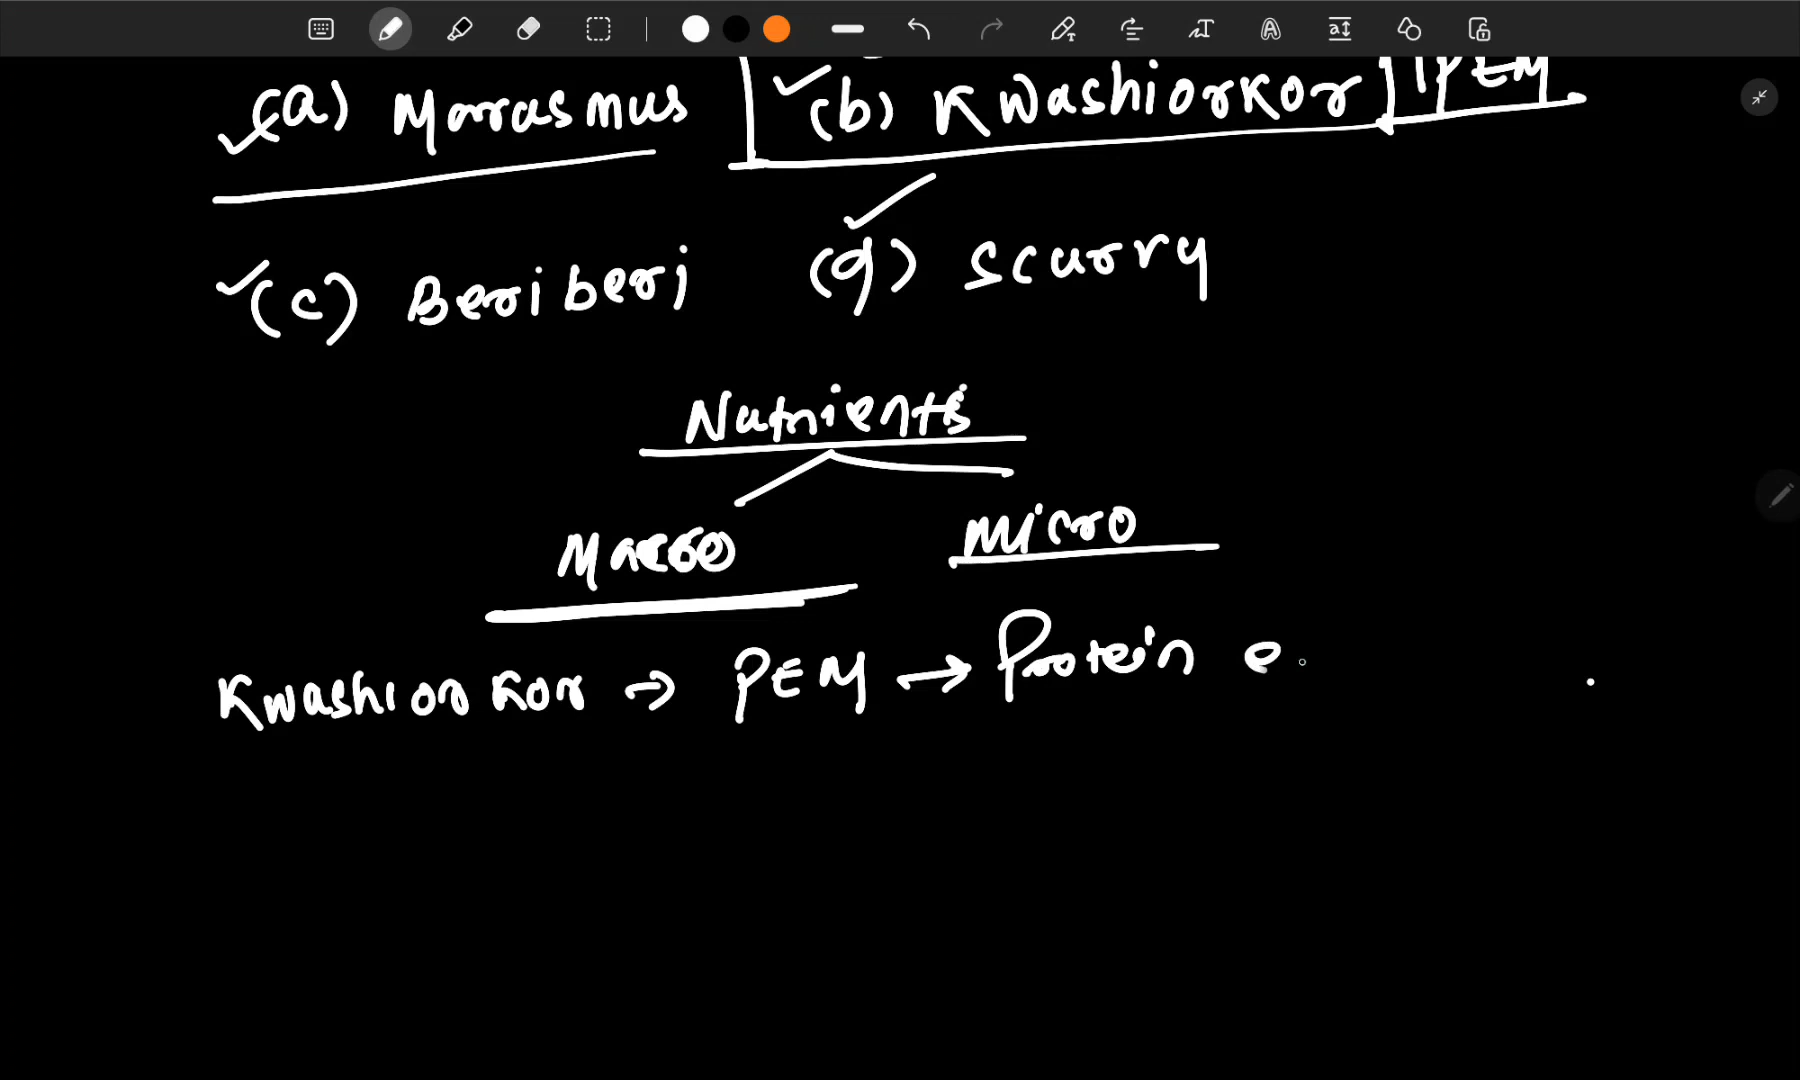 (a) Marasmus (b) Kwashiorkor PEM
(c) Beriberi (d) Scurvy
Nutrients
Macro Micro
Kwashiorkor → PEM → Protein e